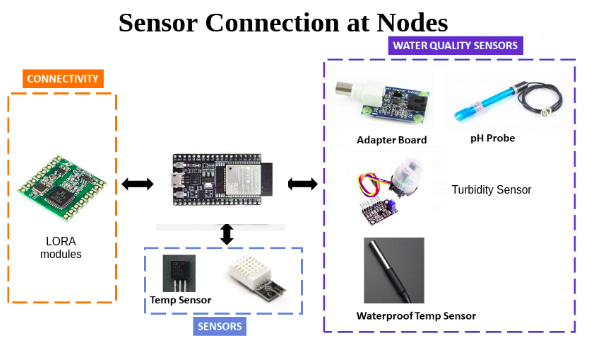 Sensor Connection at Nodes
WATER QUALITY SENSORS
CONNECTIVITY
Adapter Board
pH Probe
Turbidity Sensor
LORA
modules
Temp Sensor
Waterproof Temp Sensor
SENSORS